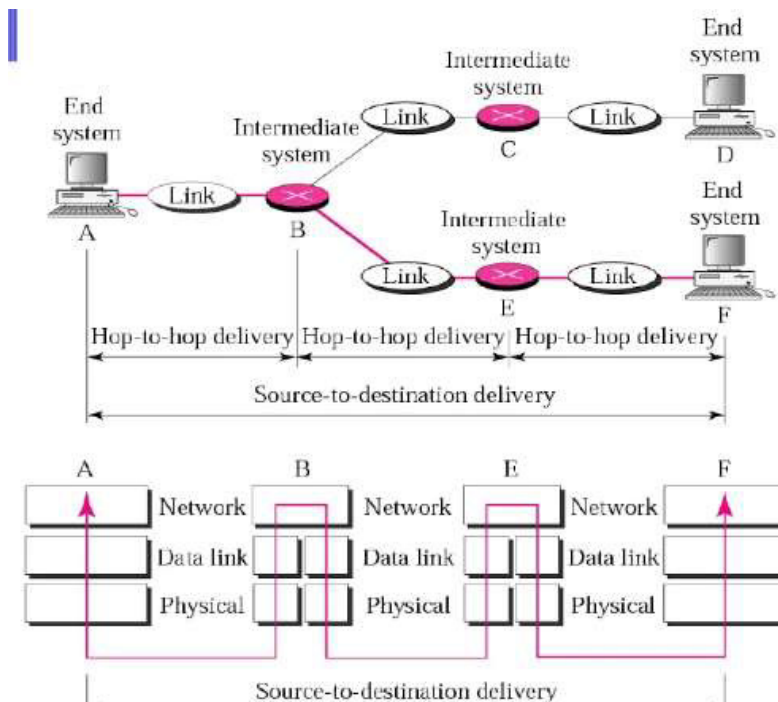 End
system
Intermediate
system
Link
Link
C
D
End
system
Intermediate
system
Link
A
B
Intermediate
system
End
system
Link
Link
E
F
Hop-to-hop delivery
Hop-to-hop delivery
Hop-to-hop delivery
Source-to-destination delivery
A
B
E
F
Network
Network
Network
Data link
Data link
Data link
Physical
Physical
Physical
Source-to-destination delivery